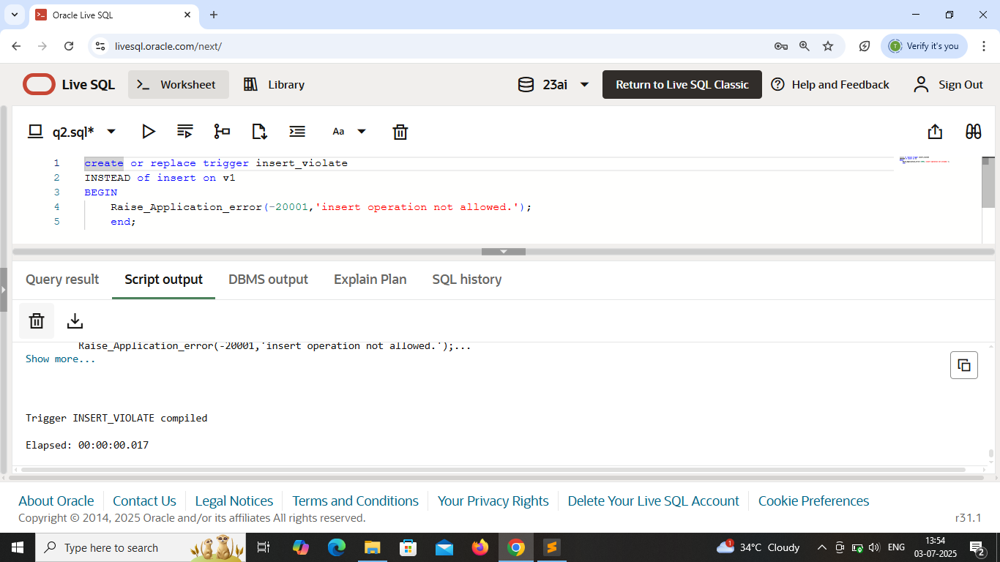 Oracle Live SQL
livesql.oracle.com/next/
Verify it's you
Live SQL
Worksheet
Library
23ai
Return to Live SQL Classic
Help and Feedback
Sign Out
q2.sql*
Aa
1 create or replace trigger insert_violate
2 INSTEAD of insert on v1
3 BEGIN
4 Raise_Application_error(-20001,'insert operation not allowed.');
5 end;
Query result
Script output
DBMS output
Explain Plan
SQL history
Raise_Application_error(-20001,'insert operation not allowed.');...
Show more...
Trigger INSERT_VIOLATE compiled
Elapsed: 00:00:00.017
About Oracle
Contact Us
Legal Notices
Terms and Conditions
Your Privacy Rights
Delete Your Live SQL Account
Cookie Preferences
Copyright © 2014, 2025 Oracle and/or its affiliates All rights reserved.
r31.1
Type here to search
1
34°C Cloudy
ENG
13:54
03-07-2025
2